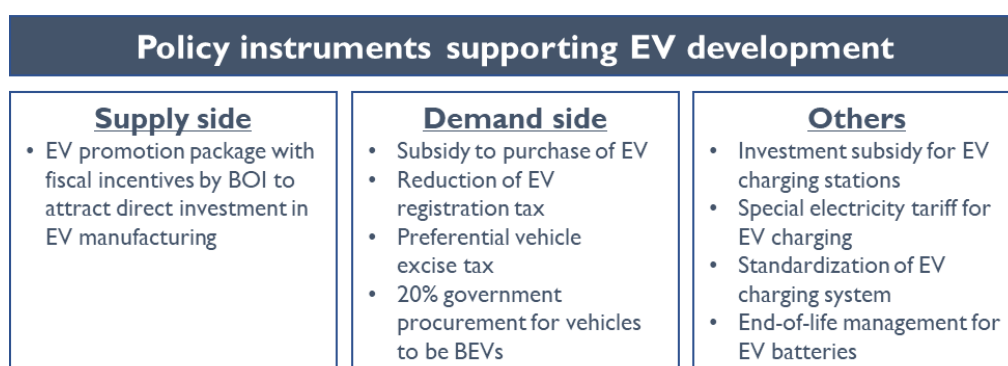 Policy instruments supporting EV development
Supply side
• EV promotion package with
fiscal incentives by BOI to
attract direct investment in
EV manufacturing
Demand side
• Subsidy to purchase of EV
• Reduction of EV
registration tax
• Preferential vehicle
excise tax
• 20% government
procurement for vehicles
to be BEVs
Others
• Investment subsidy for EV
charging stations
• Special electricity tariff for
EV charging
• Standardization of EV
charging system
• End-of-life management for
EV batteries